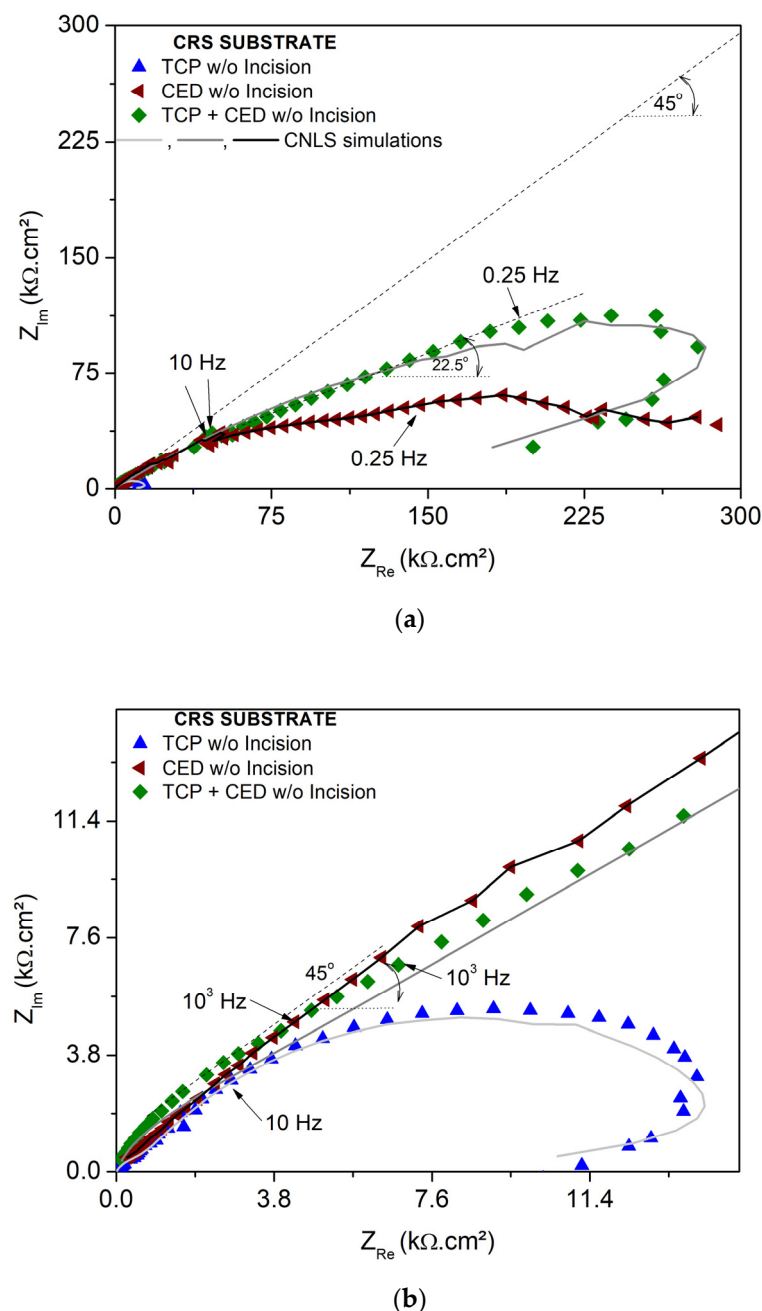 300
CRS SUBSTRATE
TCP w/o Incision
CED w/o Incision
TCP + CED w/o Incision
, , CNLS simulations
45°
225
Z_Im (kΩ.cm²)
150
0.25 Hz
10 Hz
75
22.5°
0.25 Hz
0
0 75 150 225 300
Z_Re (kΩ.cm²)
(a)
CRS SUBSTRATE
TCP w/o Incision
CED w/o Incision
TCP + CED w/o Incision
11.4
Z_Im (kΩ.cm²)
7.6
45°
10³ Hz
10³ Hz
3.8
10 Hz
0.0
0.0 3.8 7.6 11.4
Z_Re (kΩ.cm²)
(b)